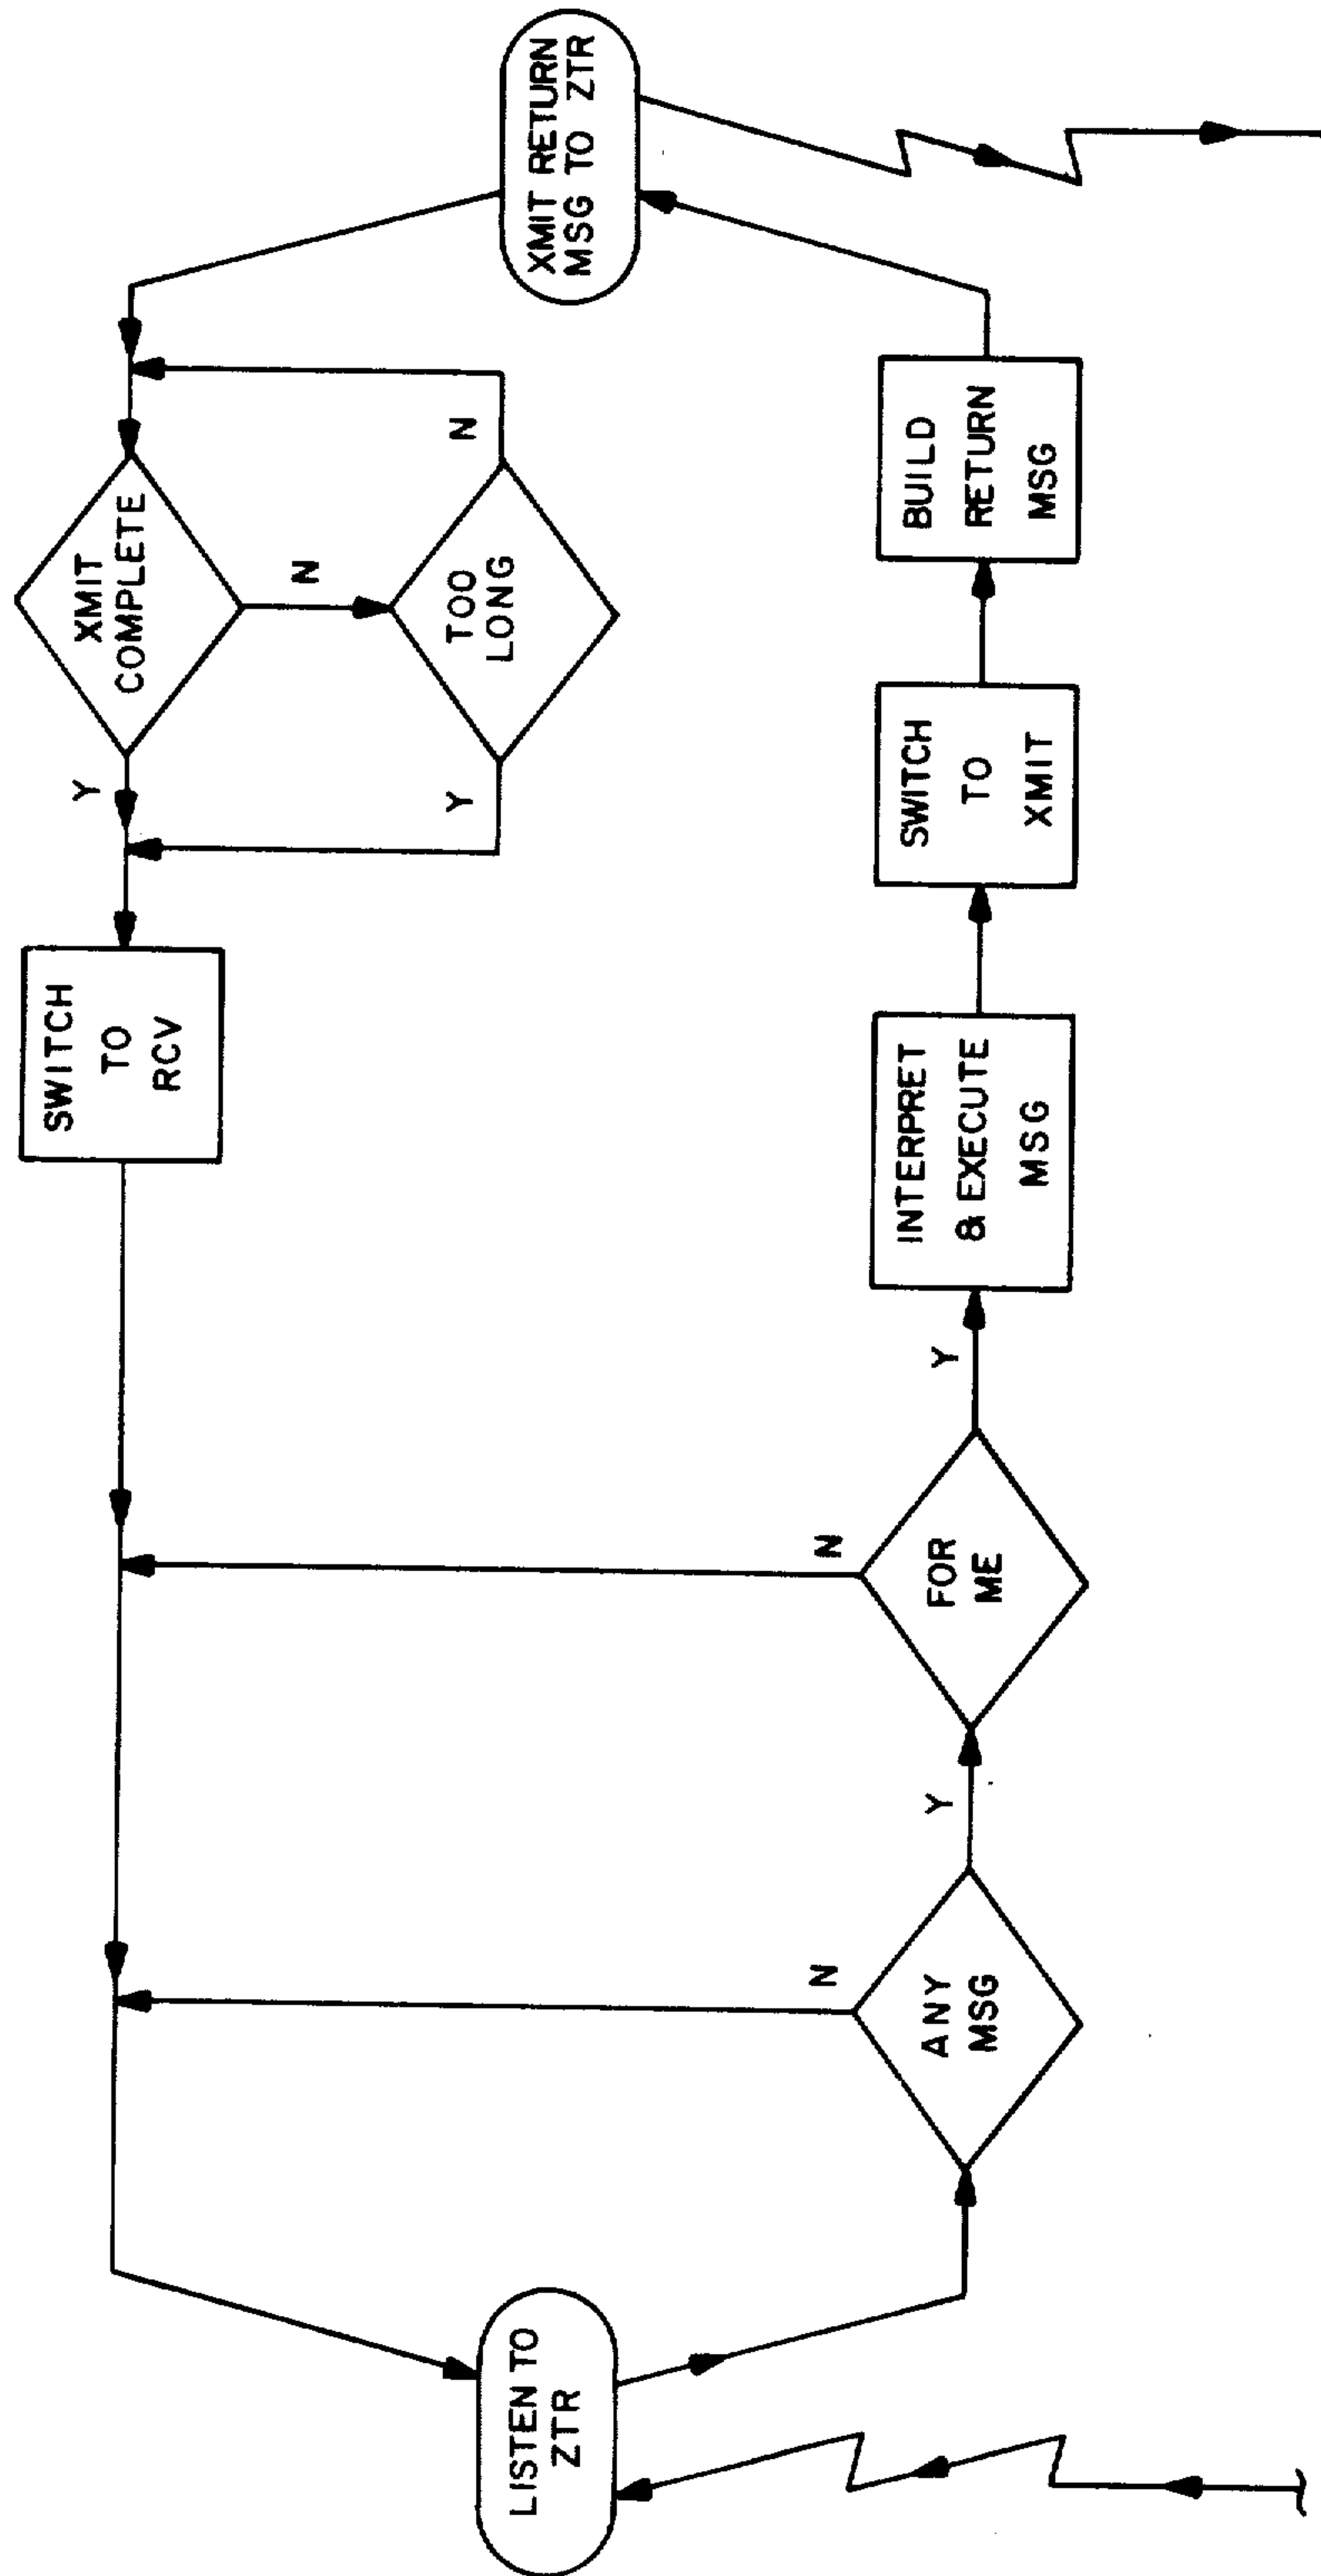 LISTEN TO
ZTR
ANY
MSG
N
Y
FOR
ME
N
Y
INTERPRET
& EXECUTE
MSG
SWITCH
TO
XMIT
BUILD
RETURN
MSG
XMIT RETURN
MSG TO ZTR
XMIT
COMPLETE
N
Y
TOO
LONG
N
Y
SWITCH
TO
RCV